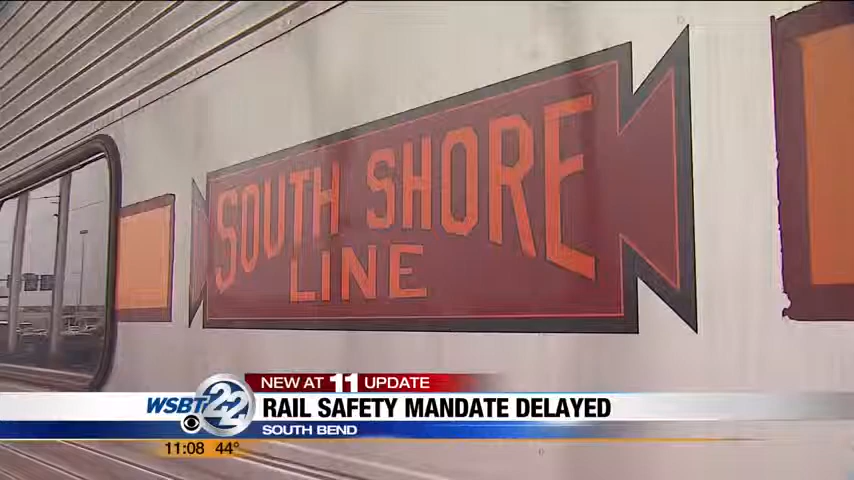 SOUTH SHORE
LINE
NEW AT 11 UPDATE
WSBT 22
RAIL SAFETY MANDATE DELAYED
SOUTH BEND
11:08 44°